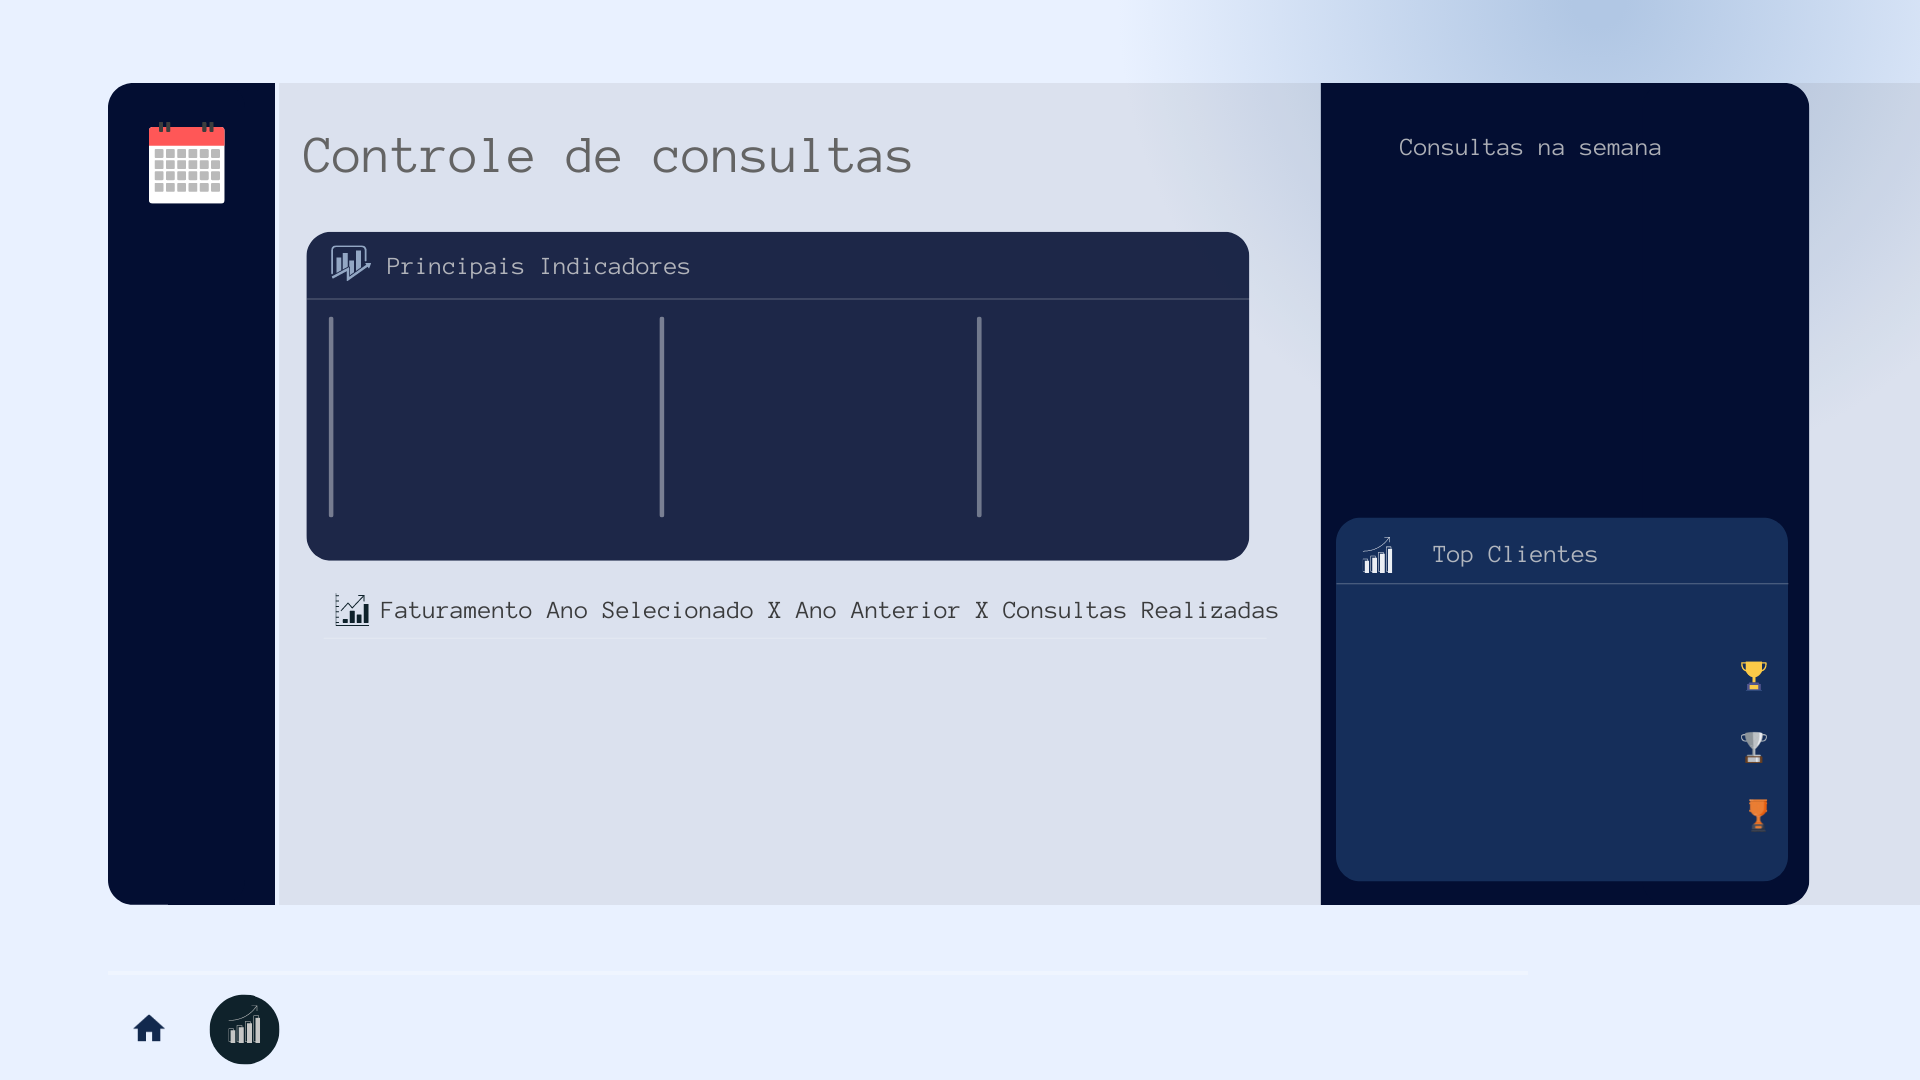 Controle de consultas
Consultas na semana
Principais Indicadores
Top Clientes
Faturamento Ano Selecionado X Ano Anterior X Consultas Realizadas